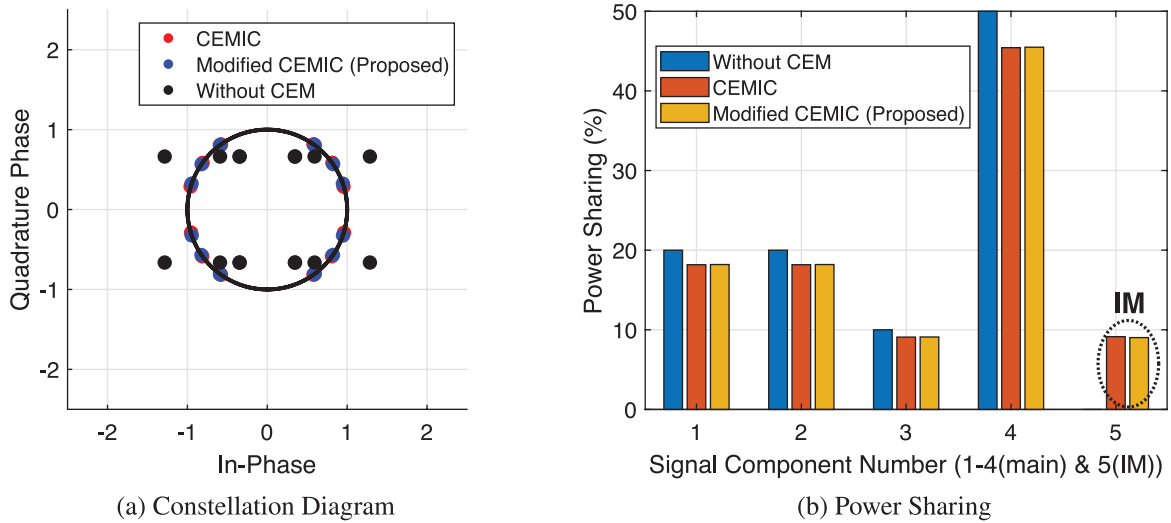 CEMIC
Modified CEMIC (Proposed)
Without CEM
2
1
0
-1
-2
Quadrature Phase
-2 -1 0 1 2
In-Phase
(a) Constellation Diagram
50
40
30
20
10
0
Power Sharing (%)
Without CEM
CEMIC
Modified CEMIC (Proposed)
IM
1 2 3 4 5
Signal Component Number (1-4(main) & 5(IM))
(b) Power Sharing